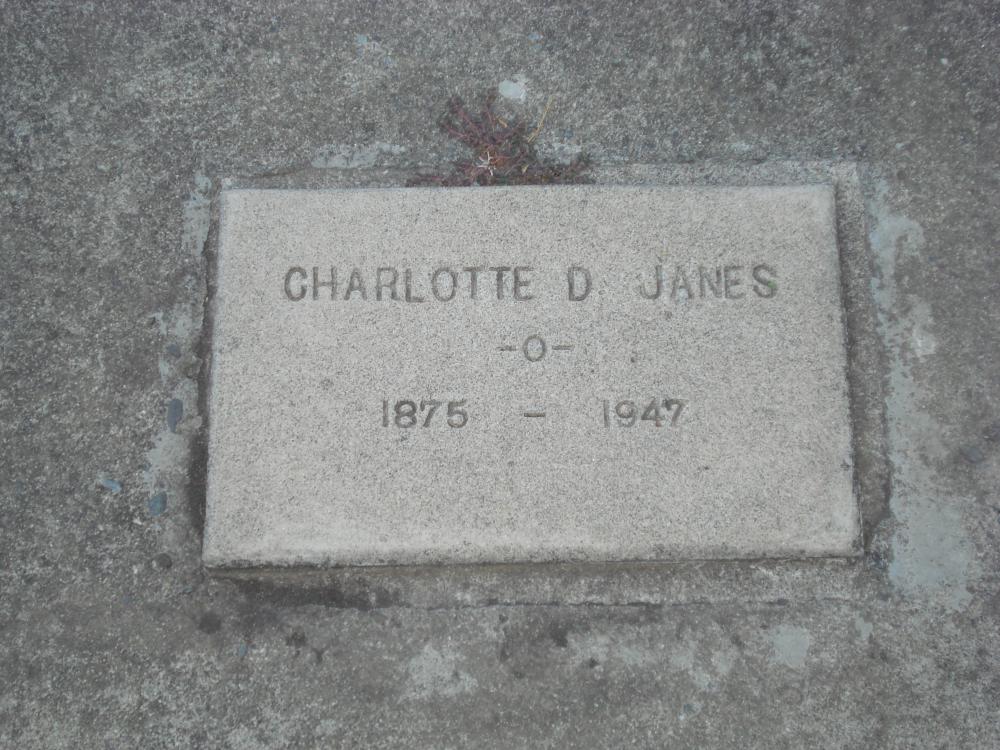 CHARLOTTE D JANES
-O-
1875 - 1947